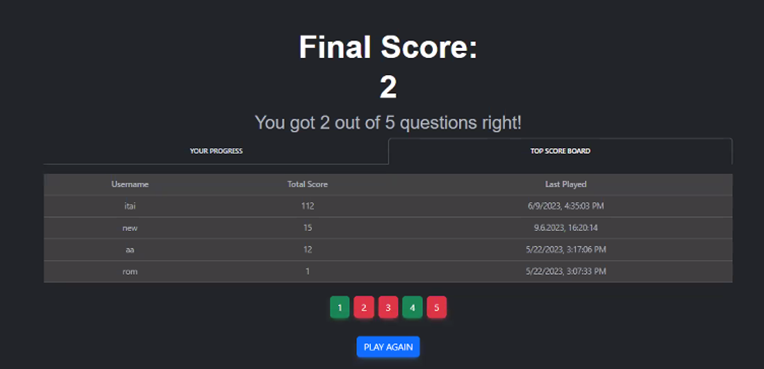 Final Score:
2
You got 2 out of 5 questions right!
YOUR PROGRESS TOP SCORE BOARD
Username Total Score Last Played
itai 112 6/9/2023, 4:35:03 PM
new 15 9.6.2023, 16:20:14
aa 12 5/22/2023, 3:17:06 PM
rom 1 5/22/2023, 3:07:33 PM
1 2 3 4 5
PLAY AGAIN